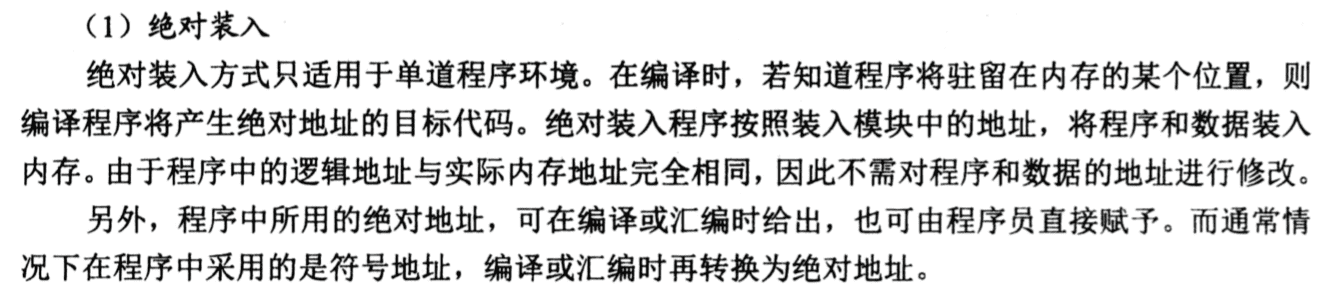 （1）绝对装入
绝对装入方式只适用于单道程序环境。在编译时，若知道程序将驻留在内存的某个位置，则
编译程序将产生绝对地址的目标代码。绝对装入程序按照装入模块中的地址，将程序和数据装入
内存。由于程序中的逻辑地址与实际内存地址完全相同，因此不需对程序和数据的地址进行修改。
另外，程序中所用的绝对地址，可在编译或汇编时给出，也可由程序员直接赋予。而通常情
况下在程序中采用的是符号地址，编译或汇编时再转换为绝对地址。